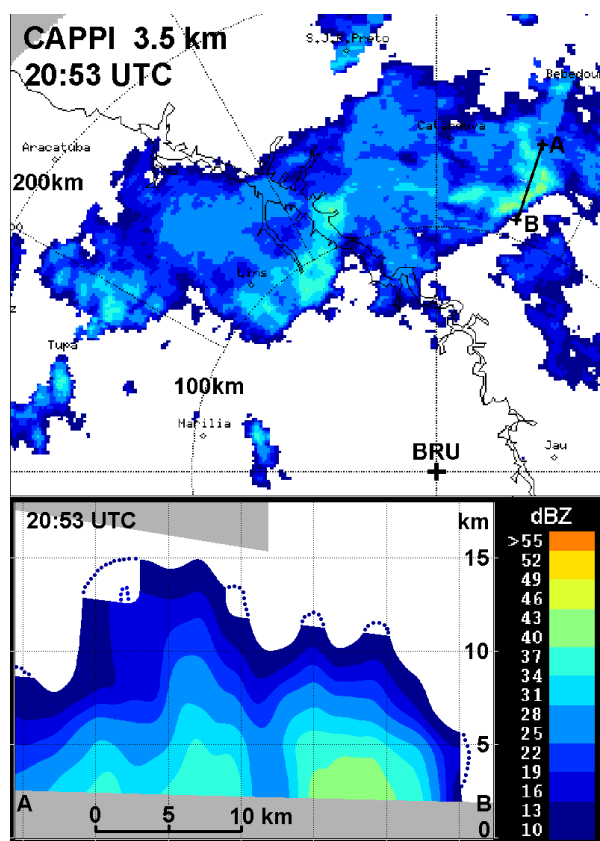 CAPPI 3.5 km
20:53 UTC
S.J.R.Preto
Bebedour
Catanduva
A
Aracatuba
200km
B
Lins
Tupa
100km
Marilia
BRU
Jau
20:53 UTC
km
15
10
5
0
A
B
0 5 10 km
dBZ
>55
52
49
46
43
40
37
34
31
28
25
22
19
16
13
10